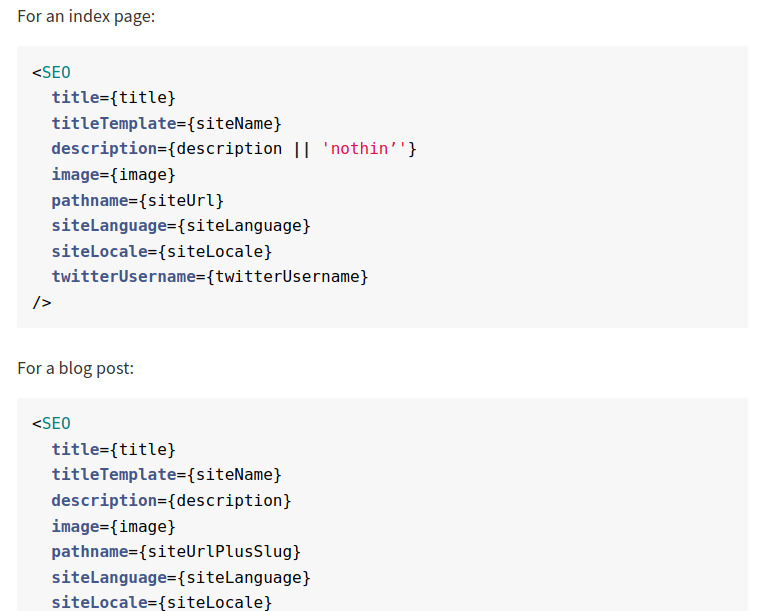 For an index page:
<SEO
  title={title}
  titleTemplate={siteName}
  description={description || 'nothin’'}
  image={image}
  pathname={siteUrl}
  siteLanguage={siteLanguage}
  siteLocale={siteLocale}
  twitterUsername={twitterUsername}
/>
For a blog post:
<SEO
  title={title}
  titleTemplate={siteName}
  description={description}
  image={image}
  pathname={siteUrlPlusSlug}
  siteLanguage={siteLanguage}
  siteLocale={siteLocale}